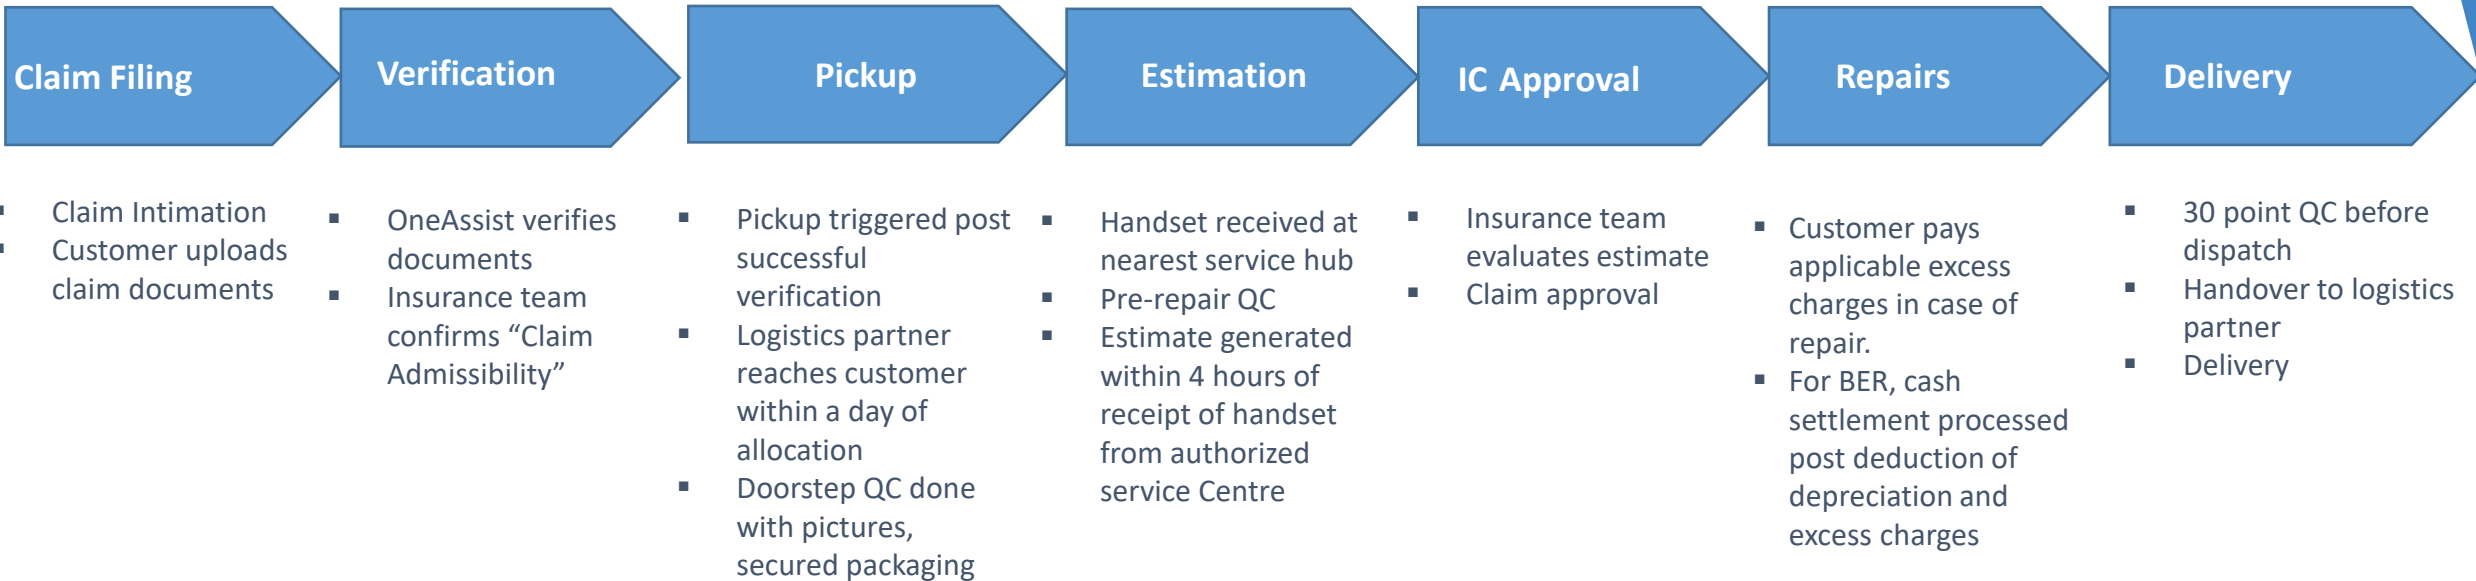 Claim Filing
Verification
Pickup
Estimation
IC Approval
Repairs
Delivery
▪ Claim Intimation
▪ Customer uploads
claim documents
▪ OneAssist verifies
documents
▪ Insurance team
confirms “Claim
Admissibility”
▪ Pickup triggered post
successful
verification
▪ Logistics partner
reaches customer
within a day of
allocation
▪ Doorstep QC done
with pictures,
secured packaging
▪ Handset received at
nearest service hub
▪ Pre-repair QC
▪ Estimate generated
within 4 hours of
receipt of handset
from authorized
service Centre
▪ Insurance team
evaluates estimate
▪ Claim approval
▪ Customer pays
applicable excess
charges in case of
repair.
▪ For BER, cash
settlement processed
post deduction of
depreciation and
excess charges
▪ 30 point QC before
dispatch
▪ Handover to logistics
partner
▪ Delivery